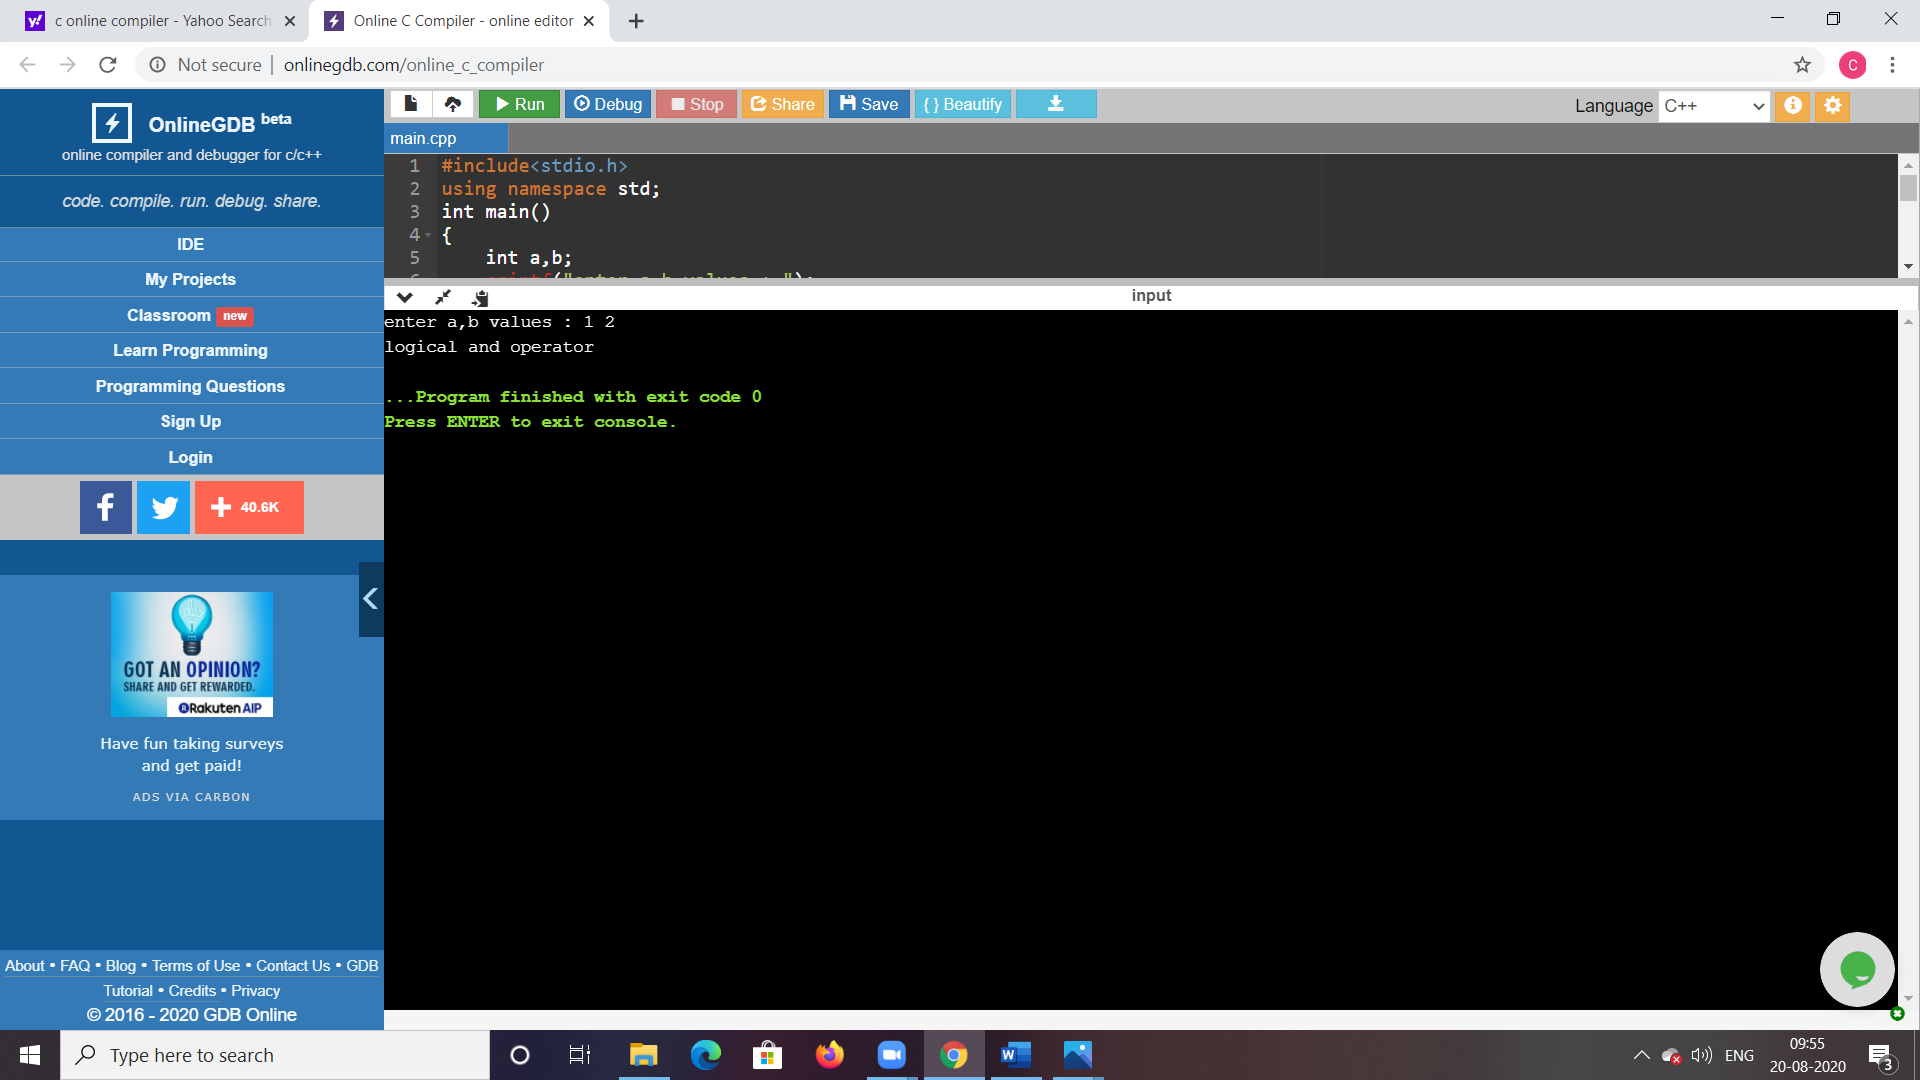 c online compiler - Yahoo Search
Online C Compiler - online editor
Not secure
onlinegdb.com/online_c_compiler
C
OnlineGDB beta
online compiler and debugger for c/c++
code. compile. run. debug. share.
IDE
My Projects
Classroom new
Learn Programming
Programming Questions
Sign Up
Login
40.6K
GOT AN OPINION?
SHARE AND GET REWARDED.
Rakuten AIP
Have fun taking surveys
and get paid!
ADS VIA CARBON
About • FAQ • Blog • Terms of Use • Contact Us • GDB
Tutorial • Credits • Privacy
© 2016 - 2020 GDB Online
Run Debug Stop Share Save { } Beautify
Language C++
main.cpp
1 #include<stdio.h>
2 using namespace std;
3 int main()
4 {
5 int a,b;
input
enter a,b values : 1 2
logical and operator
...Program finished with exit code 0
Press ENTER to exit console.
Type here to search
ENG
09:55
20-08-2020
3